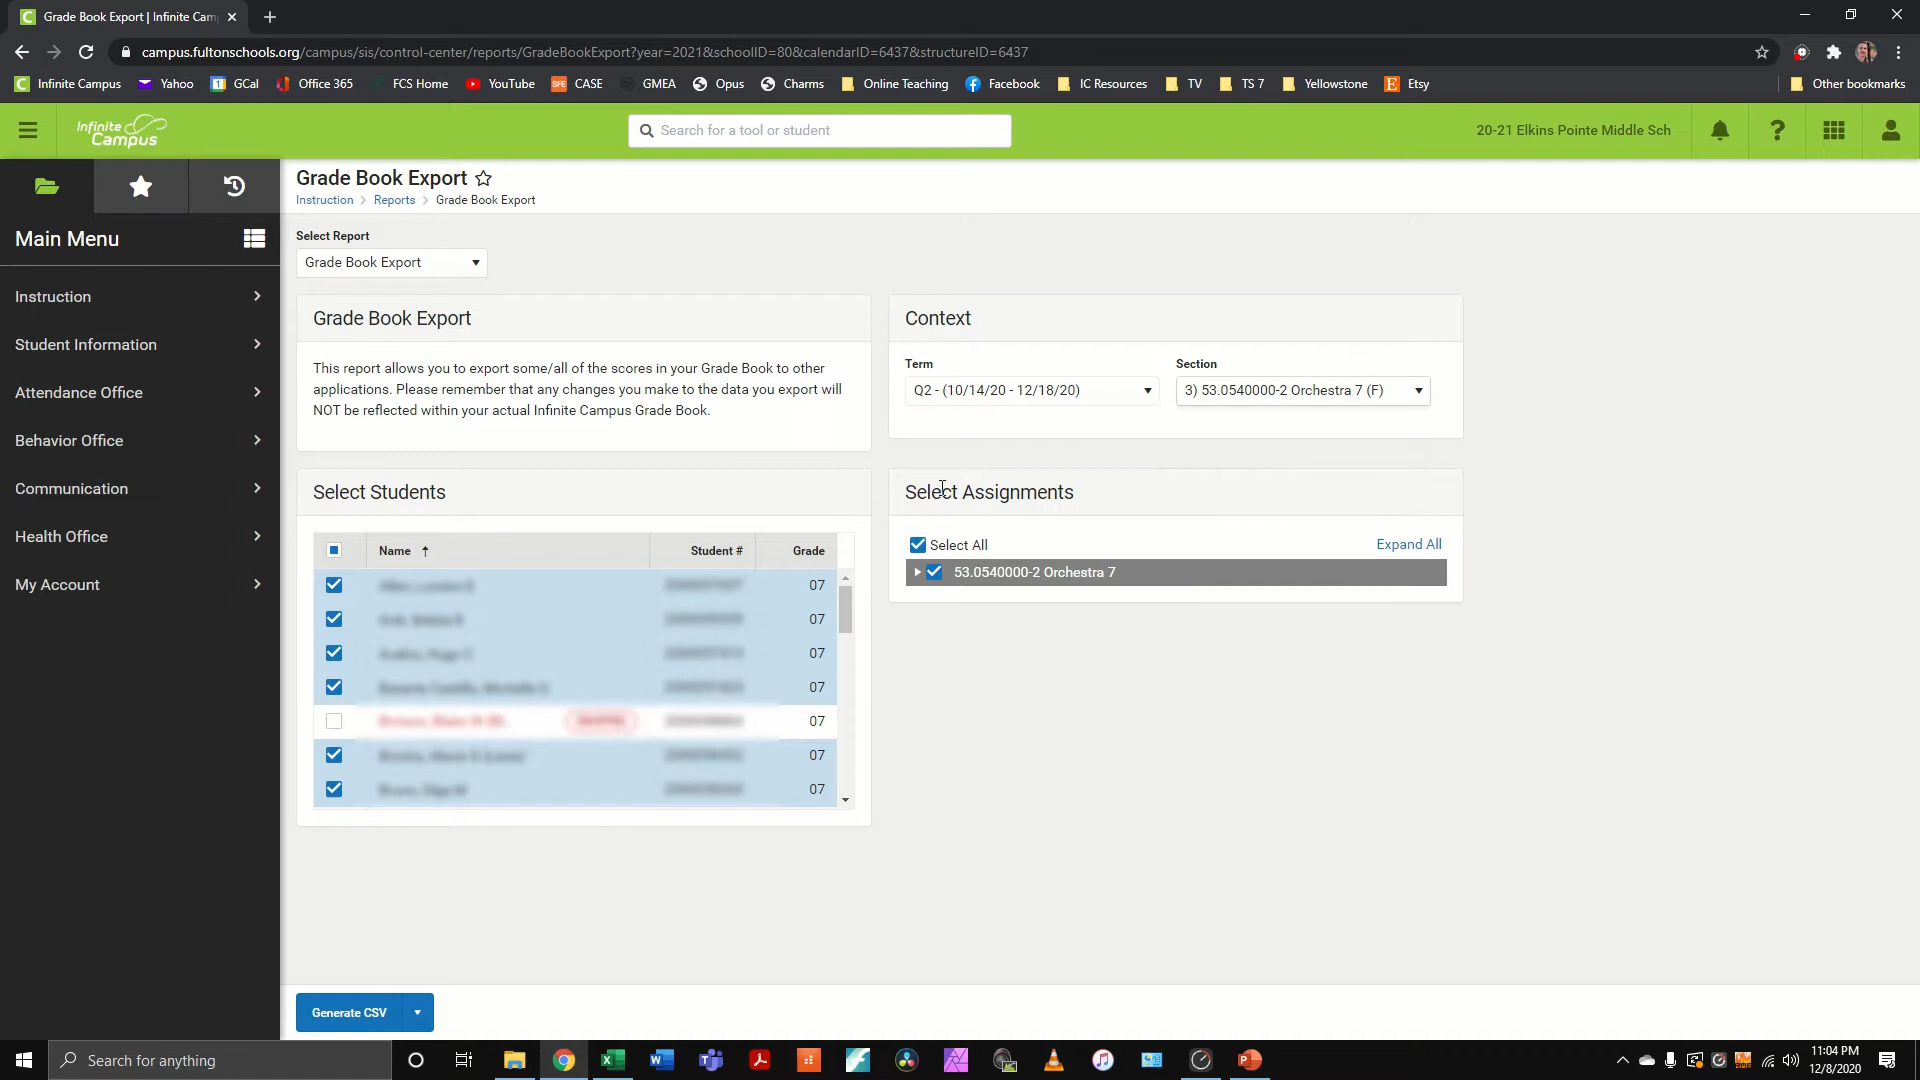 Grade Book Export | Infinite Cam
campus.fultonschools.org/campus/sis/control-center/reports/GradeBookExport?year=2021&schoolID=80&calendarID=6437&structureID=6437
Infinite Campus Yahoo GCal Office 365 FCS Home YouTube CASE GMEA Opus Charms Online Teaching Facebook IC Resources TV TS 7 Yellowstone Etsy Other bookmarks
Infinite Campus
Search for a tool or student
20-21 Elkins Pointe Middle Sch
Grade Book Export
Instruction > Reports > Grade Book Export
Main Menu
Instruction
Student Information
Attendance Office
Behavior Office
Communication
Health Office
My Account
Select Report
Grade Book Export
Grade Book Export
This report allows you to export some/all of the scores in your Grade Book to other
applications. Please remember that any changes you make to the data you export will
NOT be reflected within your actual Infinite Campus Grade Book.
Context
Term Section
Q2 - (10/14/20 - 12/18/20) 3) 53.0540000-2 Orchestra 7 (F)
Select Students
Name Student # Grade
07
07
07
07
07
07
07
Select Assignments
Select All Expand All
53.0540000-2 Orchestra 7
Generate CSV
Search for anything
11:04 PM
12/8/2020